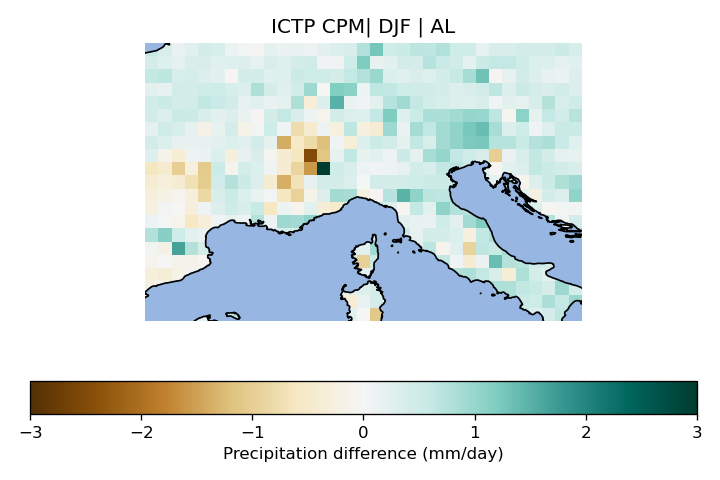 ICTP CPM| DJF | AL
−3 −2 −1 0 1 2 3
Precipitation difference (mm/day)